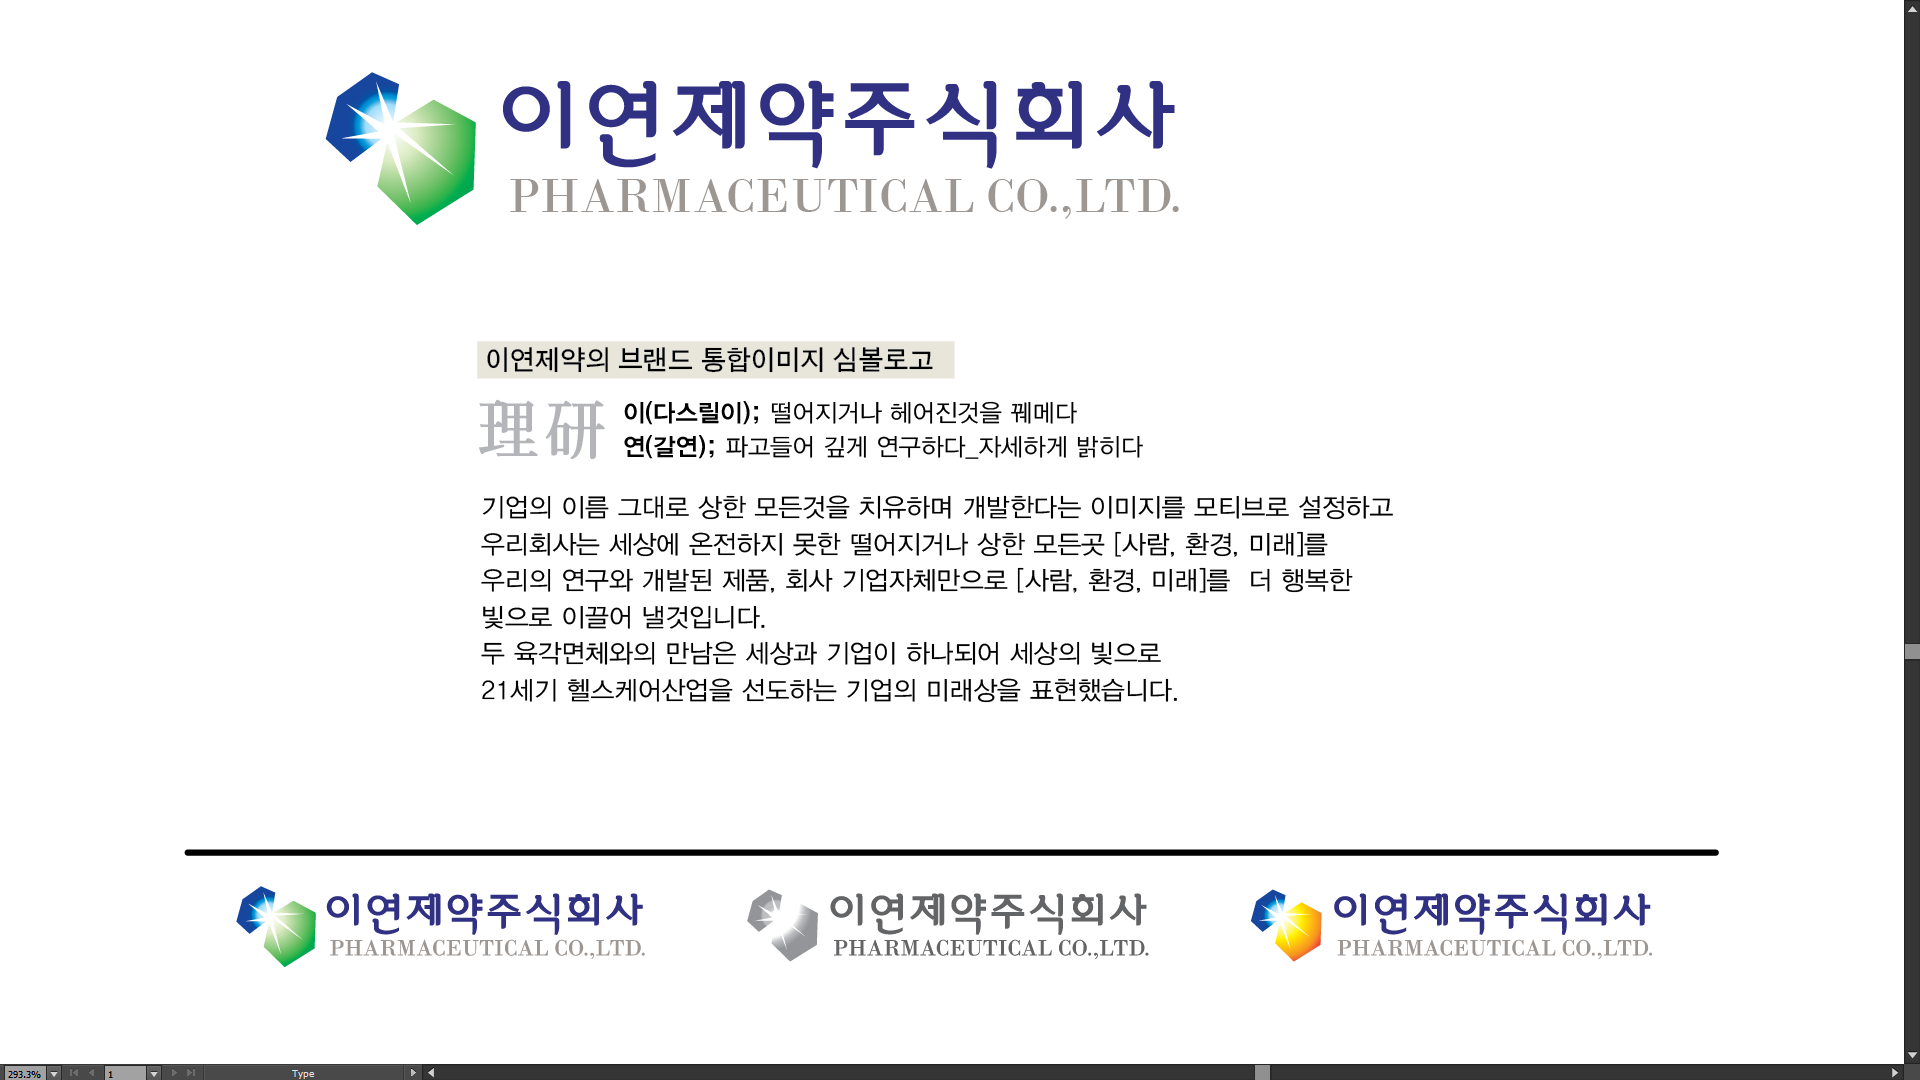 이연제약주식회사
PHARMACEUTICAL CO.,LTD.
이연제약의 브랜드 통합이미지 심볼로고
理研
이(다스릴이); 떨어지거나 헤어진것을 꿰메다
연(갈연); 파고들어 깊게 연구하다_자세하게 밝히다
기업의 이름 그대로 상한 모든것을 치유하며 개발한다는 이미지를 모티브로 설정하고
우리회사는 세상에 온전하지 못한 떨어지거나 상한 모든곳 [사람, 환경, 미래]를
우리의 연구와 개발된 제품, 회사 기업자체만으로 [사람, 환경, 미래]를 더 행복한
빛으로 이끌어 낼것입니다.
두 육각면체와의 만남은 세상과 기업이 하나되어 세상의 빛으로
21세기 헬스케어산업을 선도하는 기업의 미래상을 표현했습니다.
이연제약주식회사
PHARMACEUTICAL CO.,LTD.
이연제약주식회사
PHARMACEUTICAL CO.,LTD.
이연제약주식회사
PHARMACEUTICAL CO.,LTD.
293.3%
1
Type